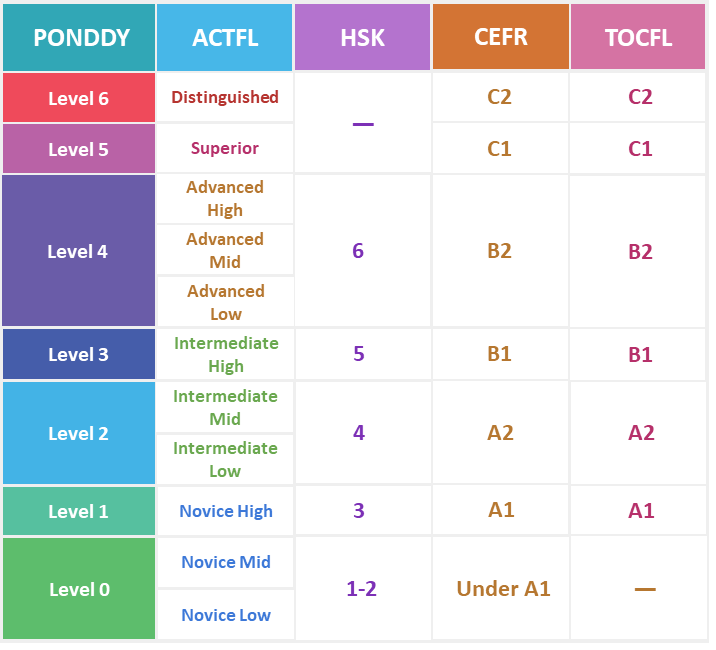 PONDDY ACTFL HSK CEFR TOCFL
Level 6 Distinguished — C2 C2
Level 5 Superior C1 C1
Level 4 Advanced High 6 B2 B2
Advanced Mid
Advanced Low
Level 3 Intermediate High 5 B1 B1
Level 2 Intermediate Mid 4 A2 A2
Intermediate Low
Level 1 Novice High 3 A1 A1
Level 0 Novice Mid 1-2 Under A1 —
Novice Low